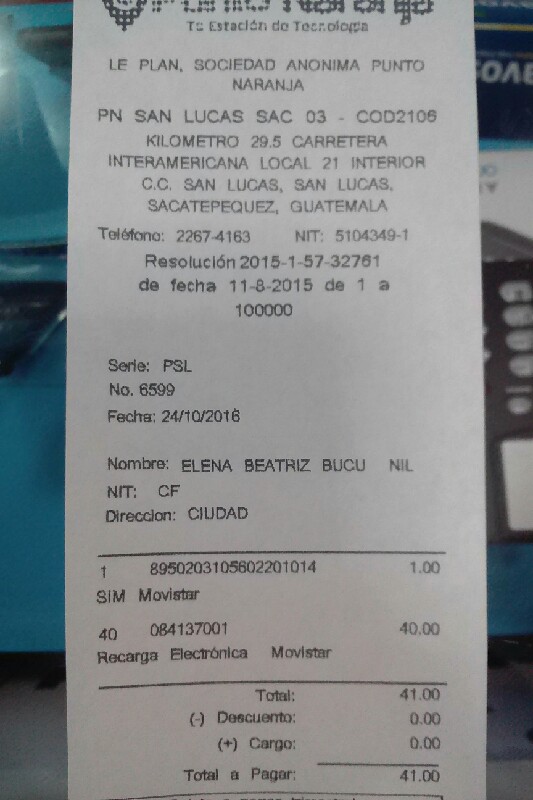 Punto Naranja
Tu Estación de Tecnología
LE PLAN, SOCIEDAD ANONIMA PUNTO
NARANJA
PN SAN LUCAS SAC 03 - COD2106
KILOMETRO 29.5 CARRETERA
INTERAMERICANA LOCAL 21 INTERIOR
C.C. SAN LUCAS, SAN LUCAS,
SACATEPEQUEZ, GUATEMALA
Teléfono: 2267-4163 NIT: 5104349-1
Resolución 2015-1-57-32761
de fecha 11-8-2015 de 1 a
100000
Serie: PSL
No. 6599
Fecha: 24/10/2016
Nombre: ELENA BEATRIZ BUCU NIL
NIT: CF
Direccion: CIUDAD
1 8950203105602201014 1.00
SIM Movistar
40 084137001 40.00
Recarga Electrónica Movistar
Total: 41.00
(-) Descuento: 0.00
(+) Cargo: 0.00
Total a Pagar: 41.00